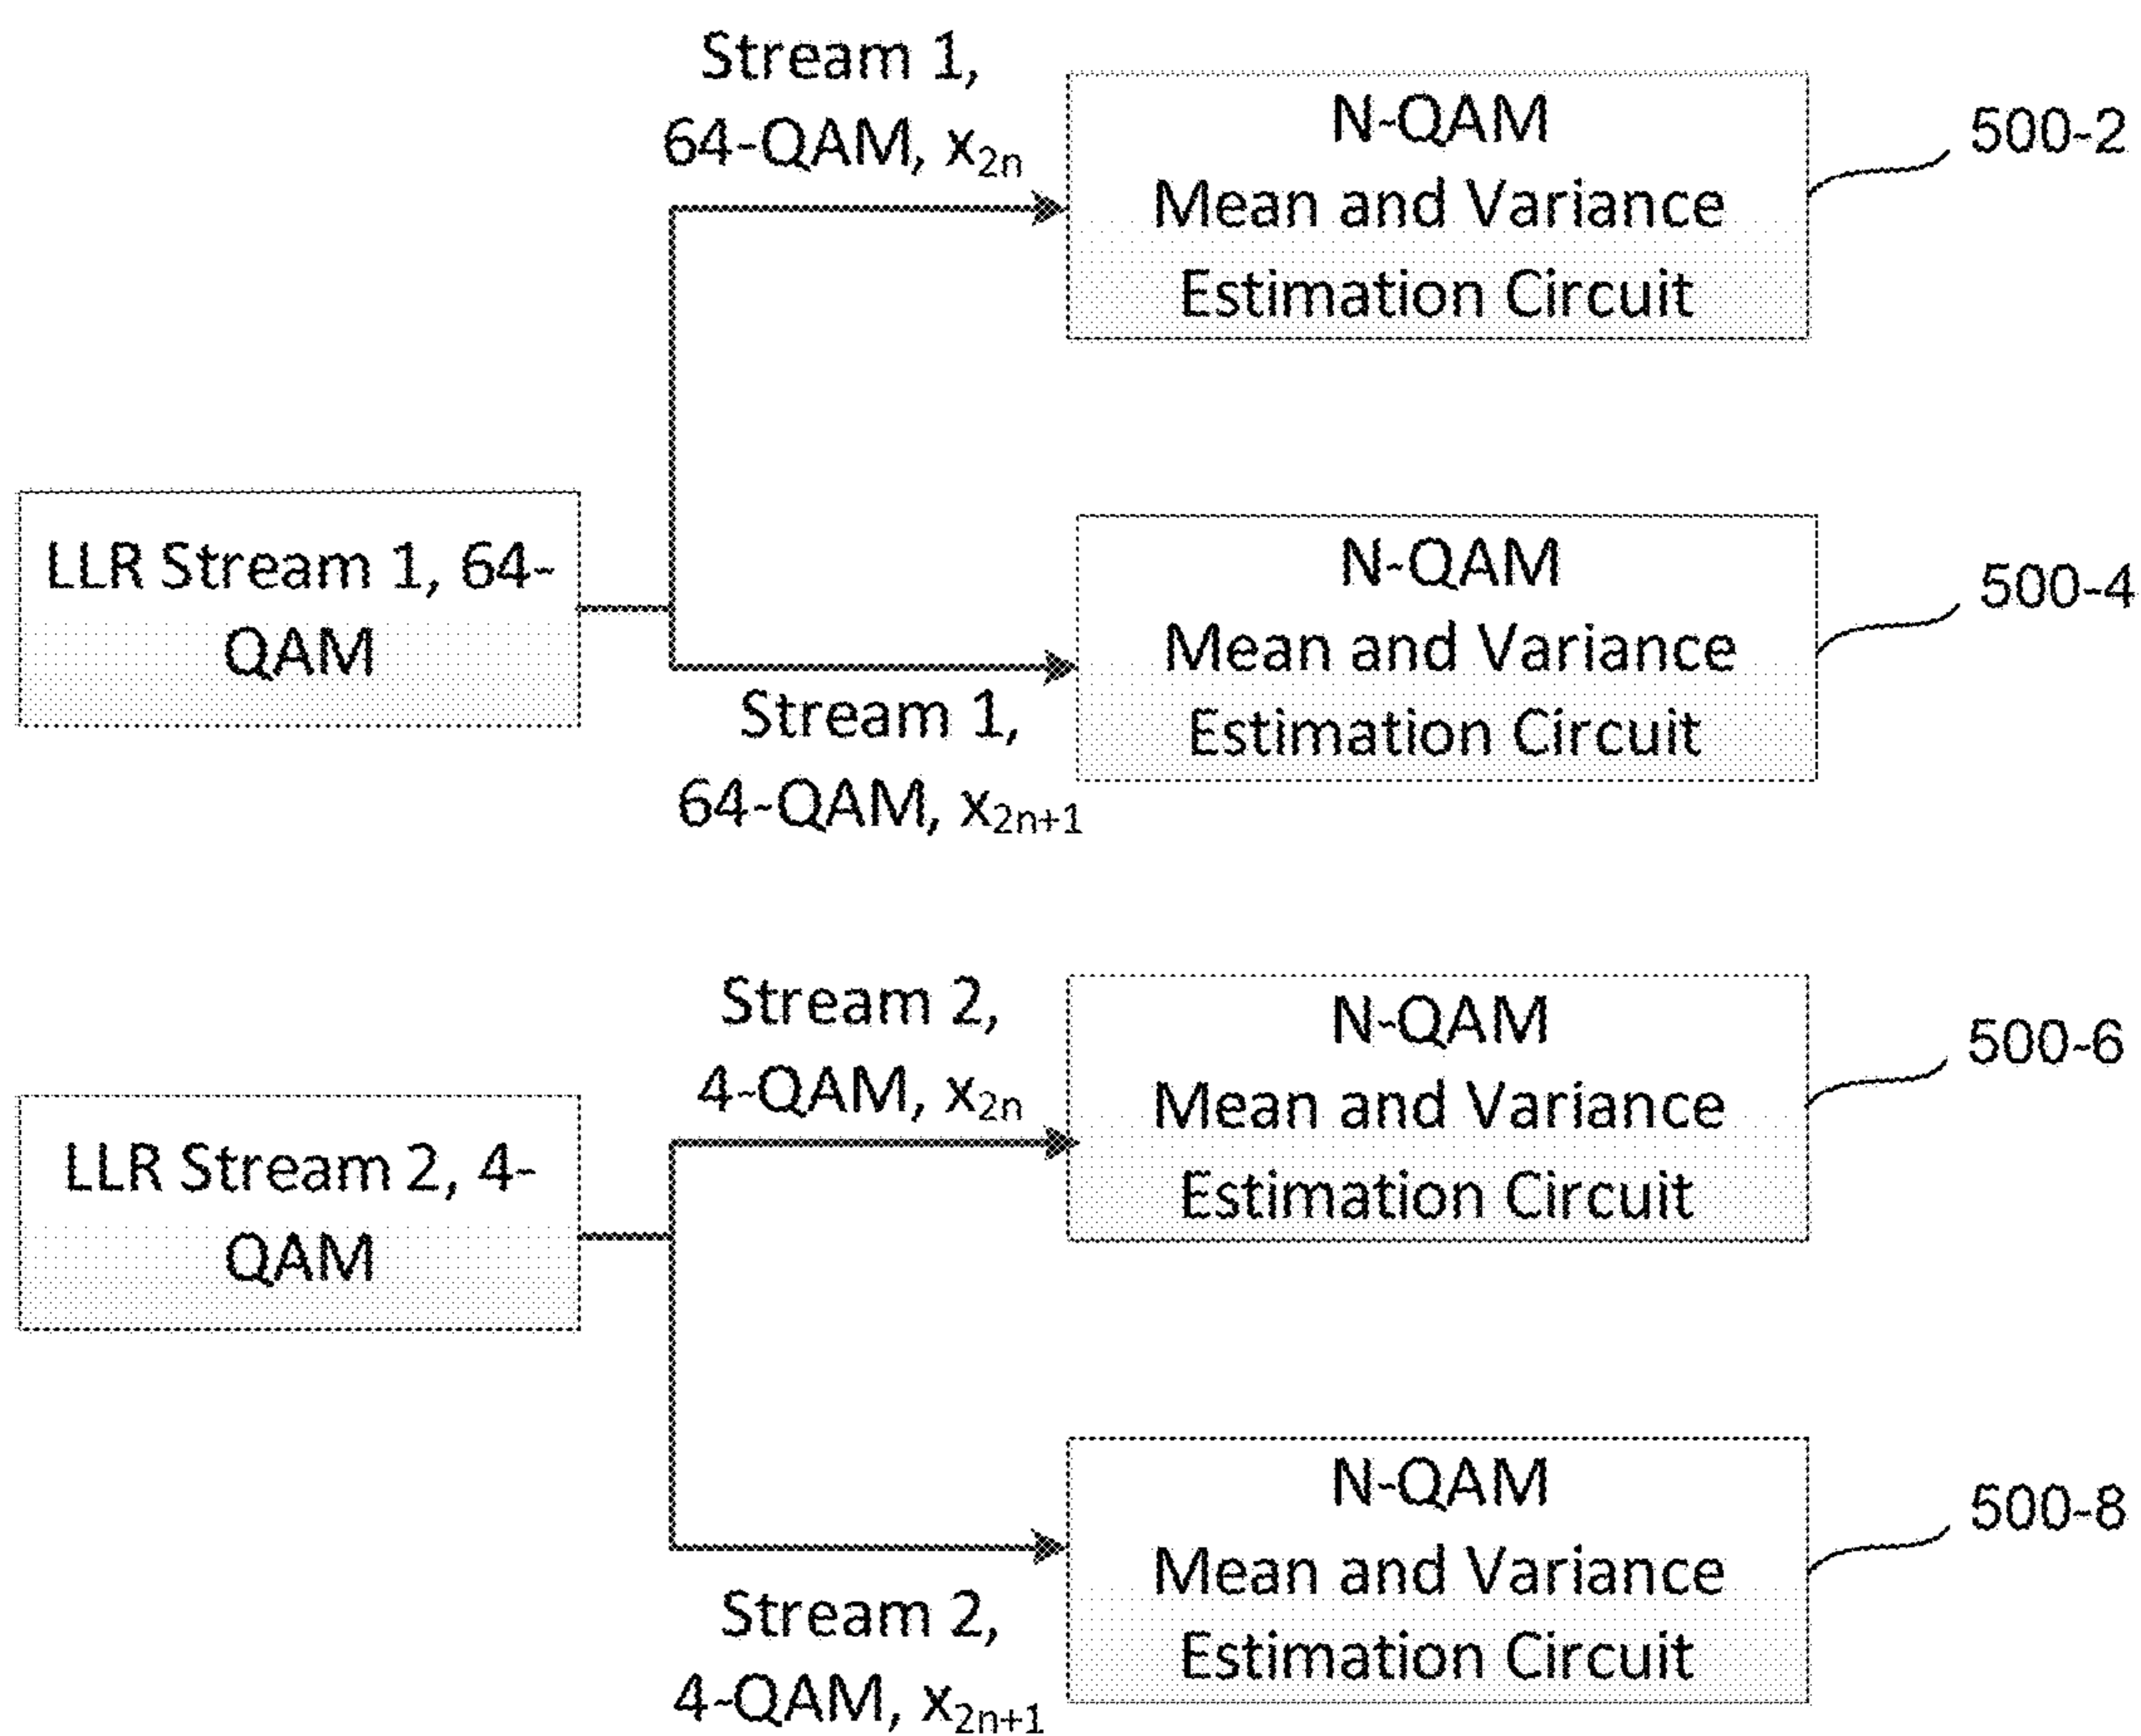 Stream 1,
64-QAM, x₂ₙ
N-QAM
Mean and Variance
Estimation Circuit
500-2
LLR Stream 1, 64-
QAM
N-QAM
Mean and Variance
Estimation Circuit
500-4
Stream 1,
64-QAM, x₂ₙ₊₁
Stream 2,
4-QAM, x₂ₙ
N-QAM
Mean and Variance
Estimation Circuit
500-6
LLR Stream 2, 4-
QAM
N-QAM
Mean and Variance
Estimation Circuit
500-8
Stream 2,
4-QAM, x₂ₙ₊₁